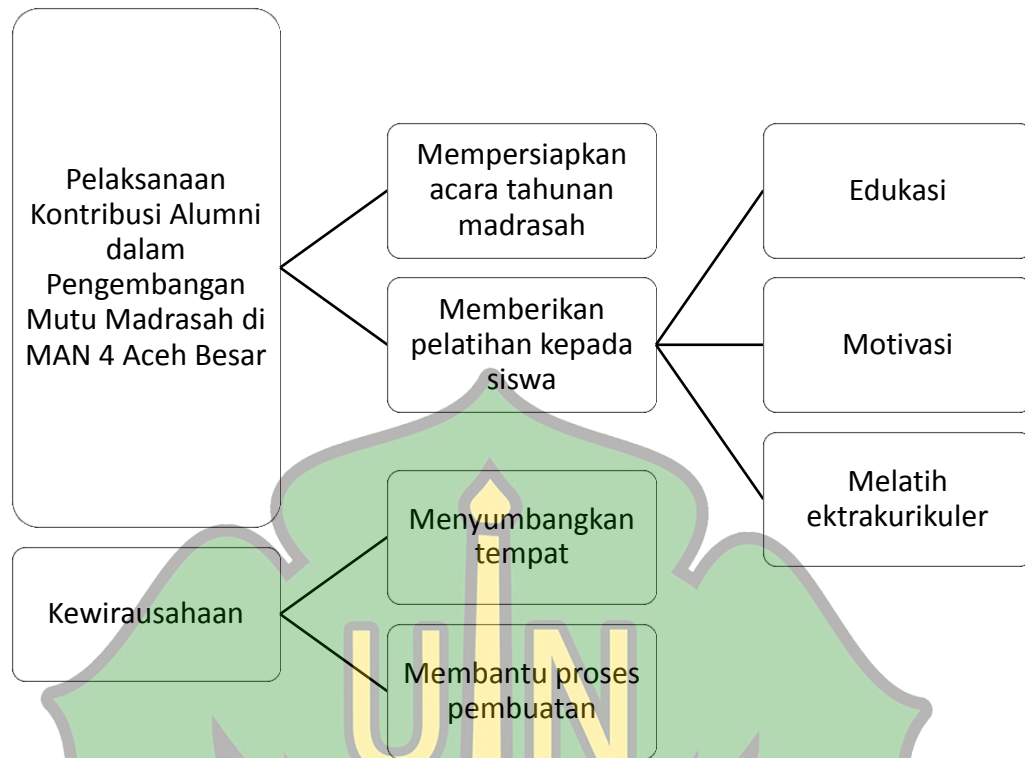 Pelaksanaan
Kontribusi Alumni
dalam
Pengembangan
Mutu Madrasah di
MAN 4 Aceh Besar
Mempersiapkan
acara tahunan
madrasah
Memberikan
pelatihan kepada
siswa
Edukasi
Motivasi
Melatih
ektrakurikuler
Kewirausahaan
Menyumbangkan
tempat
Membantu proses
pembuatan
UIN